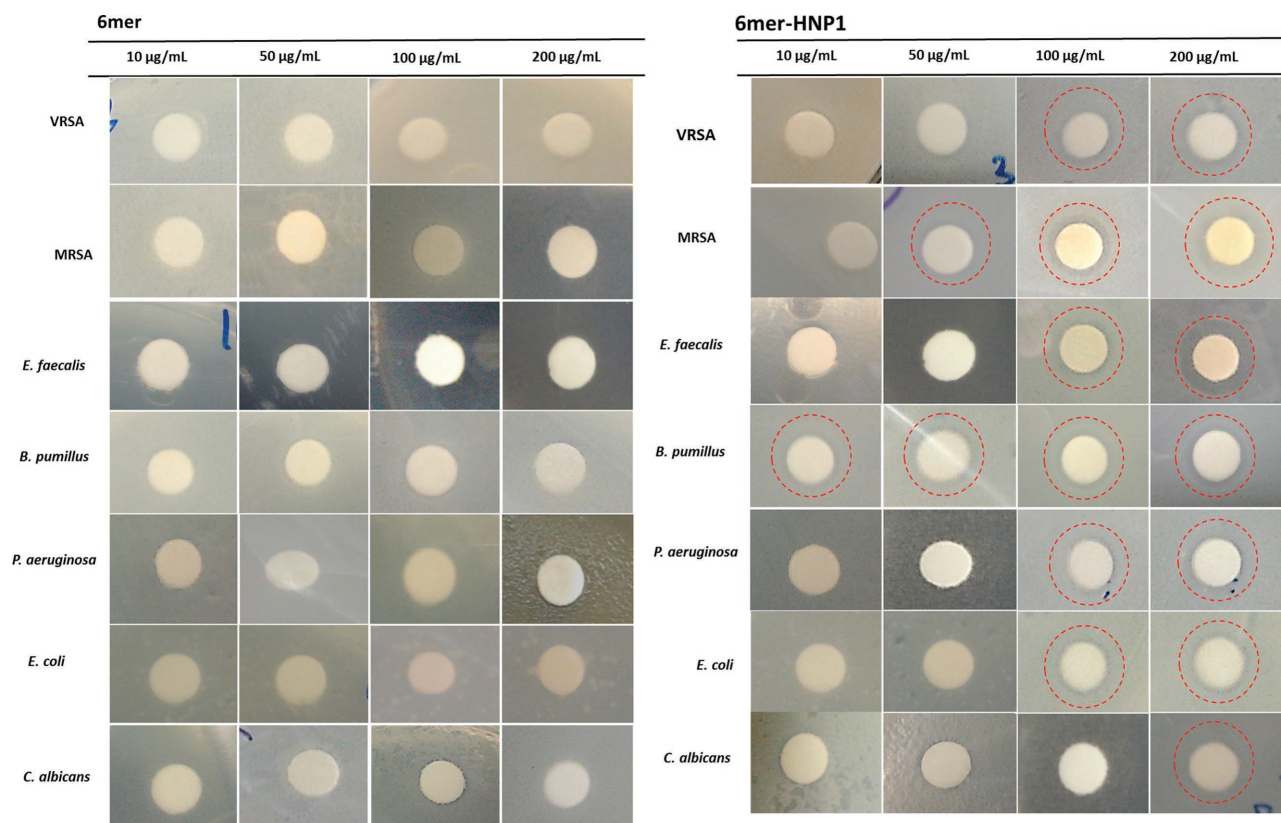 6mer
10 µg/mL 50 µg/mL 100 µg/mL 200 µg/mL
VRSA
MRSA
E. faecalis
B. pumillus
P. aeruginosa
E. coli
C. albicans
6mer-HNP1
10 µg/mL 50 µg/mL 100 µg/mL 200 µg/mL
VRSA
3
MRSA
E. faecalis
B. pumillus
P. aeruginosa
E. coli
C. albicans